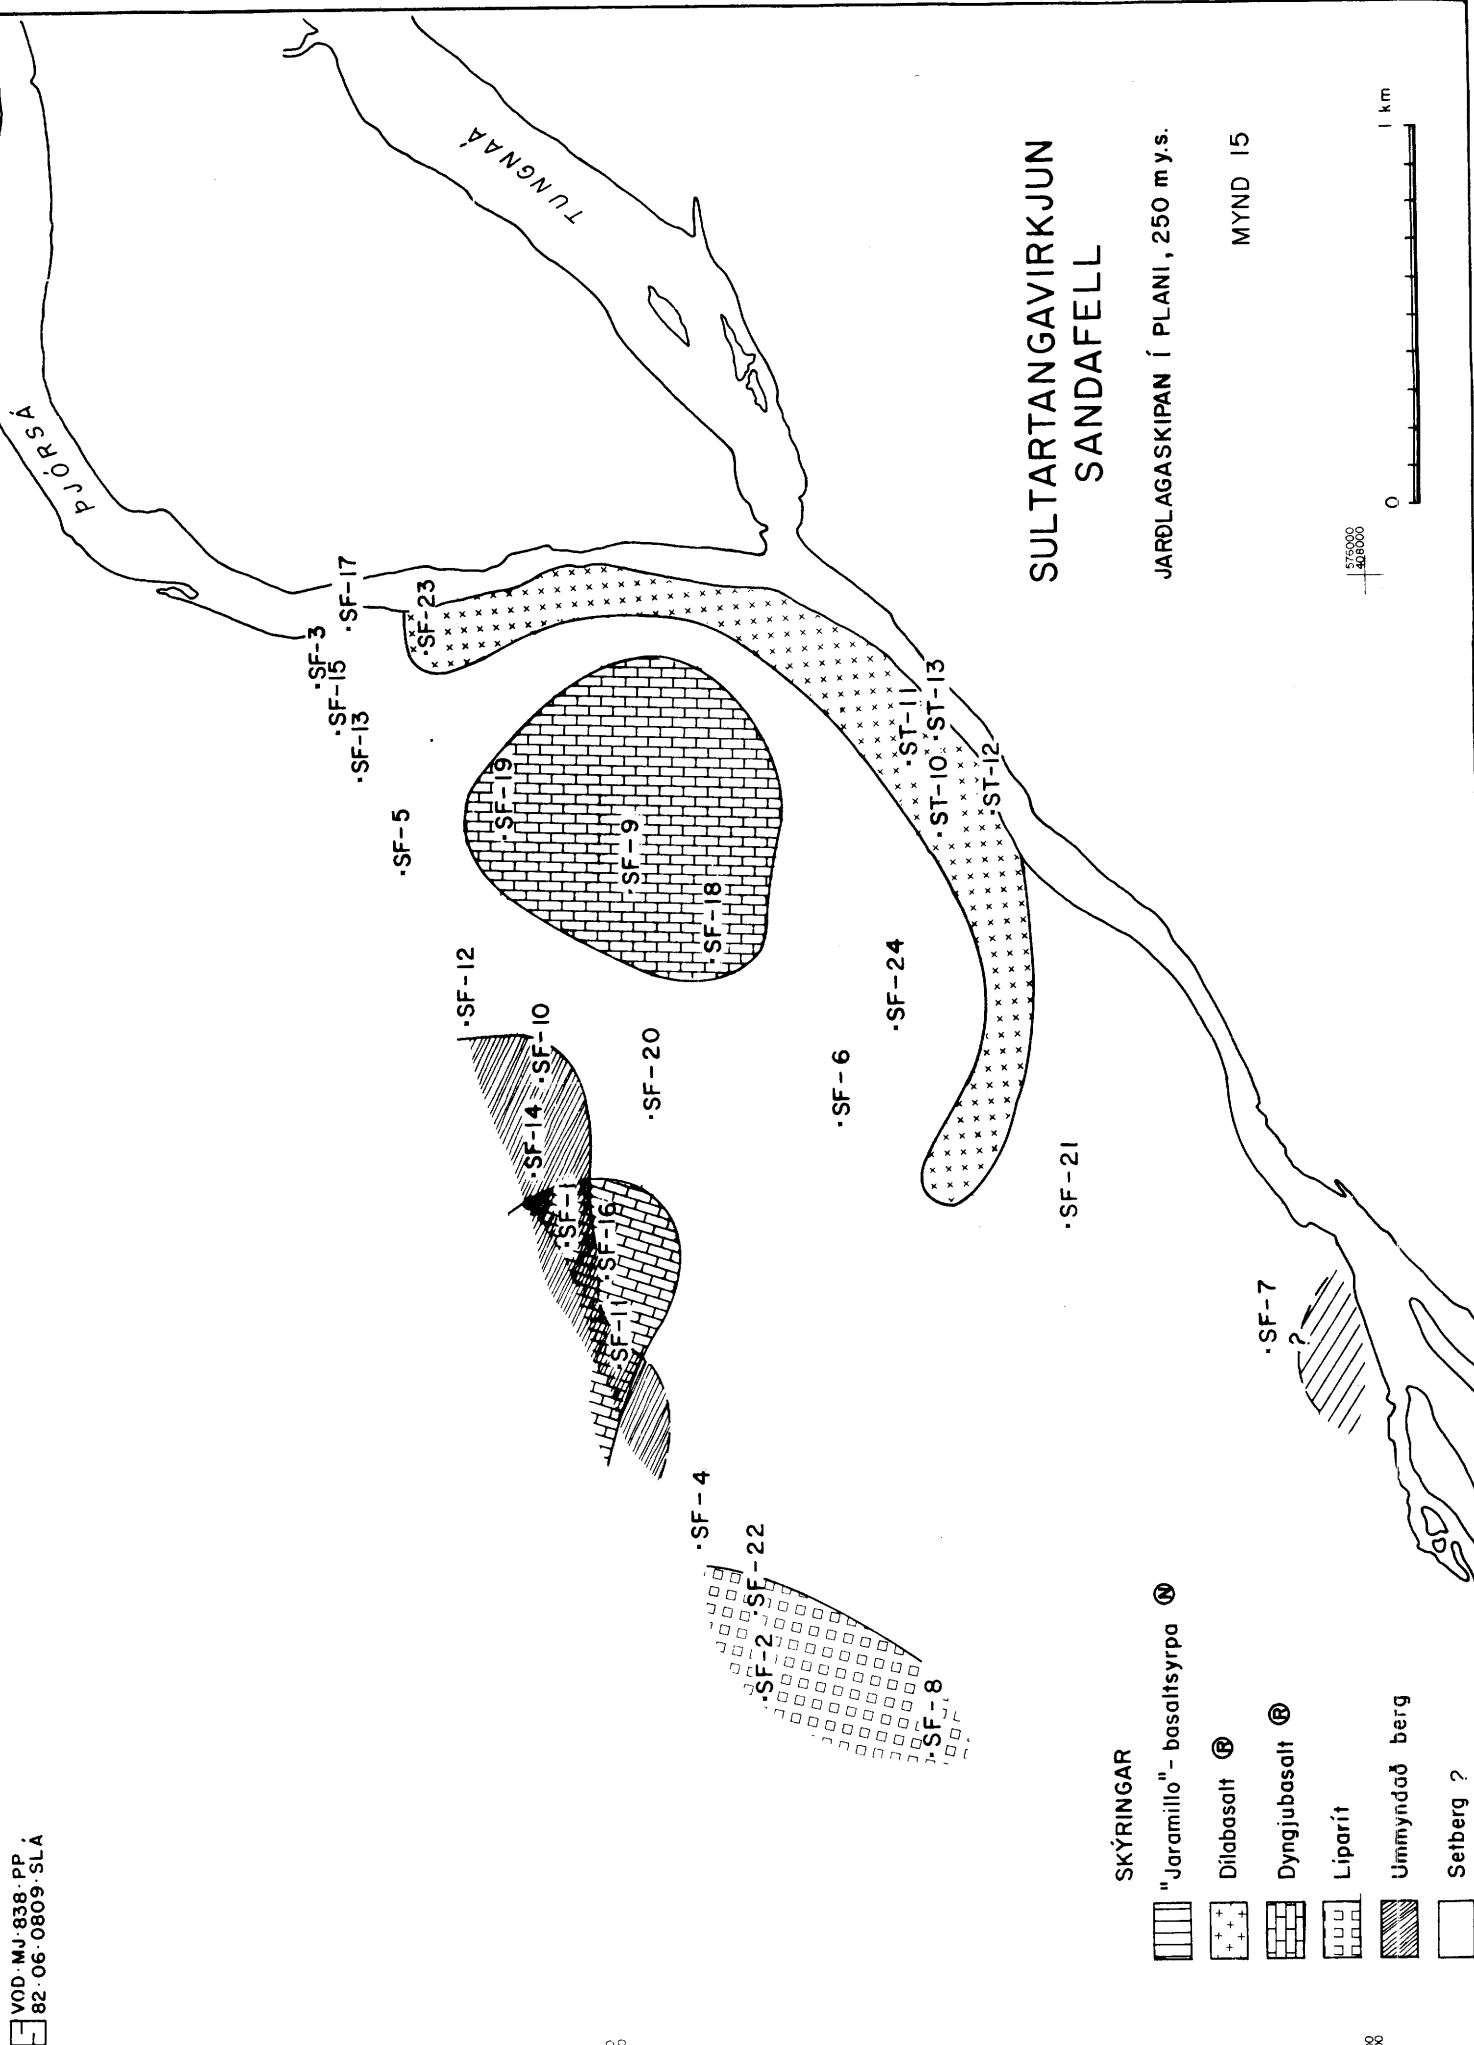 VOD·MJ·838·PP
82·06·0809·SLÁ
ÞJÓRSÁ
TUNGNAÁ
SULTARTANGAVIRKJUN
SANDAFELL
JARÐLAGASKIPAN Í PLANI, 250 m y.s.
MYND 15
0
1 km
576000
408000
SF-3
SF-17
SF-15
SF-13
SF-23
SF-5
SF-19
SF-9
SF-18
SF-12
SF-10
SF-14
SF-20
SF-1
SF-16
SF-11
SF-24
SF-6
ST-11
ST-13
ST-10
ST-12
SF-21
SF-7
?
SF-4
SF-22
SF-2
SF-8
SKÝRINGAR
"Jaramillo"- basaltsyrpa N
Dílabasalt R
Dyngjubasalt R
Líparít
Ummyndað berg
Setberg ?